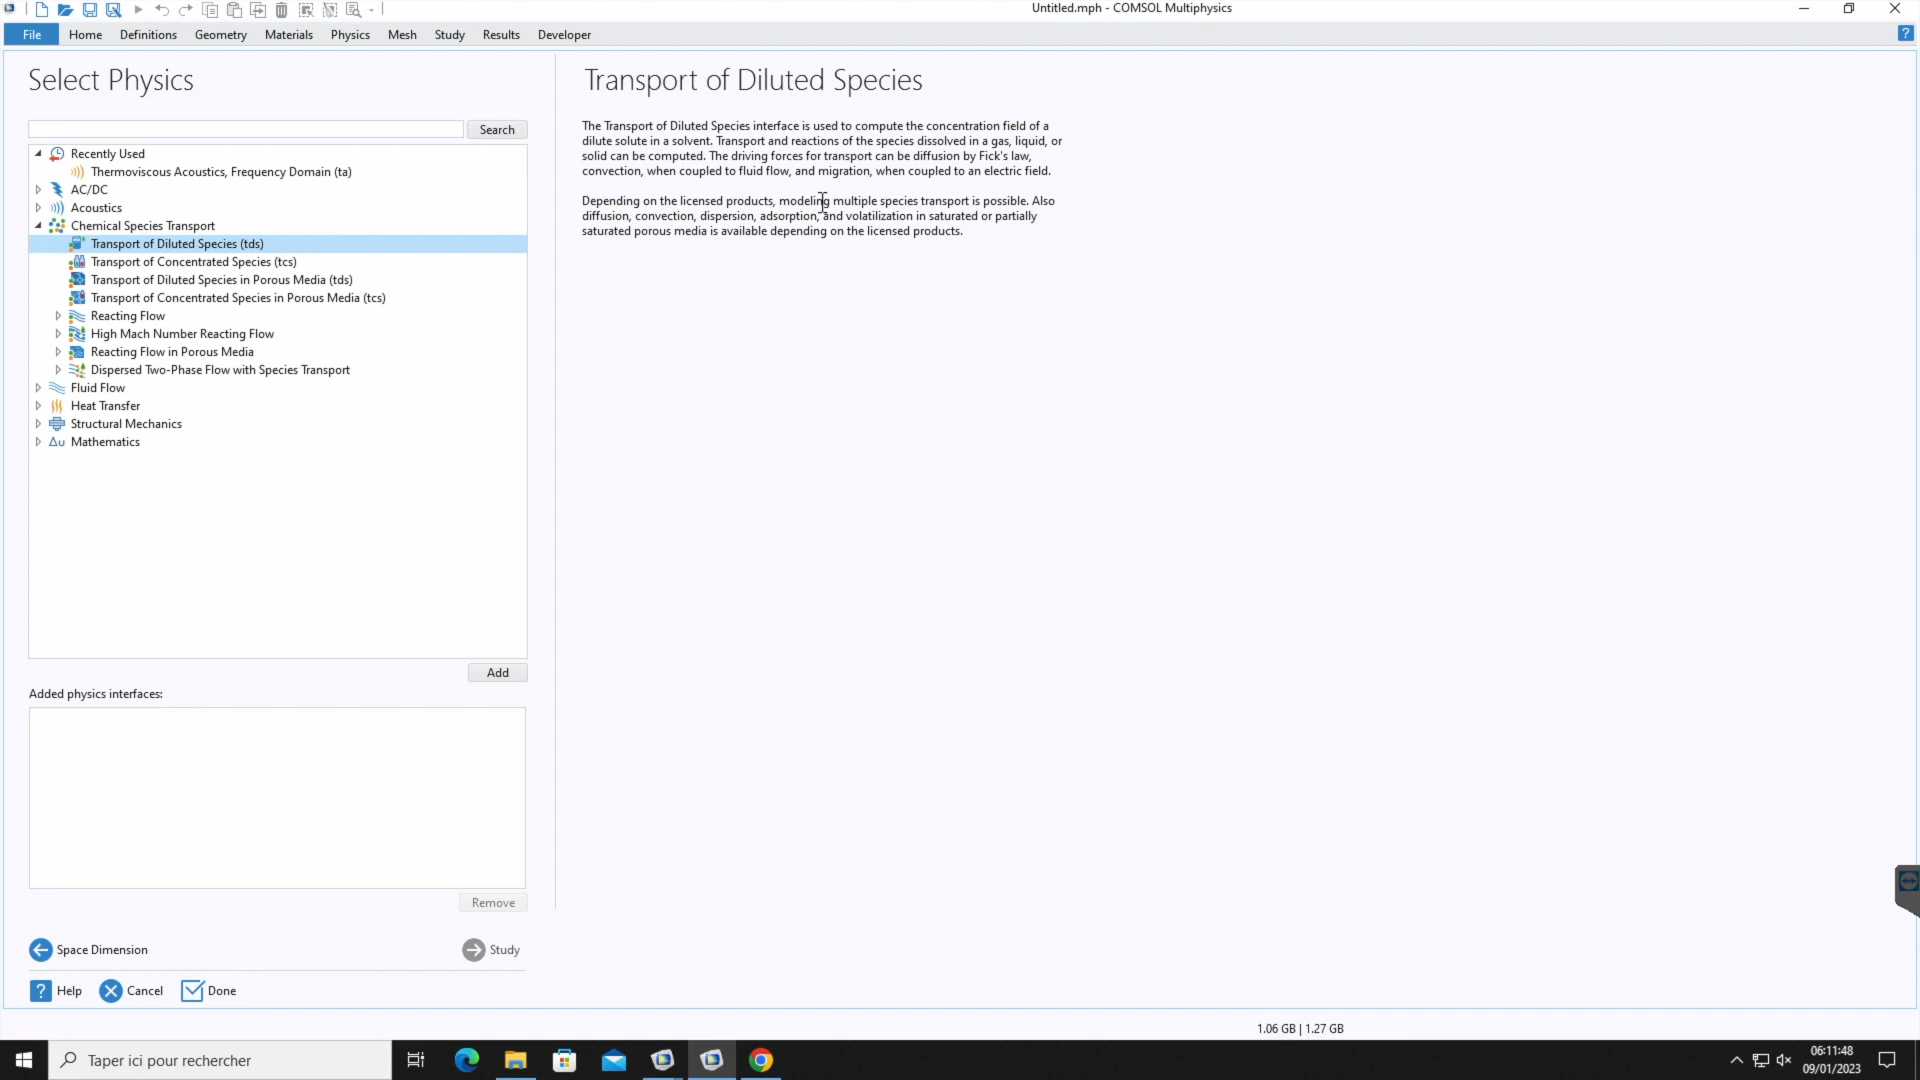 Untitled.mph - COMSOL Multiphysics
File Home Definitions Geometry Materials Physics Mesh Study Results Developer
Select Physics
Search
Recently Used
Thermoviscous Acoustics, Frequency Domain (ta)
AC/DC
Acoustics
Chemical Species Transport
Transport of Diluted Species (tds)
Transport of Concentrated Species (tcs)
Transport of Diluted Species in Porous Media (tds)
Transport of Concentrated Species in Porous Media (tcs)
Reacting Flow
High Mach Number Reacting Flow
Reacting Flow in Porous Media
Dispersed Two-Phase Flow with Species Transport
Fluid Flow
Heat Transfer
Structural Mechanics
Δu Mathematics
Add
Added physics interfaces:
Remove
Space Dimension
Study
? Help
Cancel
Done
Transport of Diluted Species
The Transport of Diluted Species interface is used to compute the concentration field of a
dilute solute in a solvent. Transport and reactions of the species dissolved in a gas, liquid, or
solid can be computed. The driving forces for transport can be diffusion by Fick's law,
convection, when coupled to fluid flow, and migration, when coupled to an electric field.
Depending on the licensed products, modeling multiple species transport is possible. Also
diffusion, convection, dispersion, adsorption, and volatilization in saturated or partially
saturated porous media is available depending on the licensed products.
?
1.06 GB | 1.27 GB
Taper ici pour rechercher
06:11:48
09/01/2023